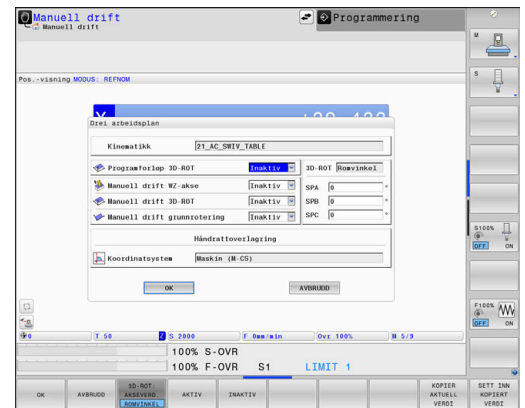 Manuell drift
Manuell drift
Programmering
Pos.-visning MODUS: REFNOM
Drei arbeidsplan
Kinematikk 21_AC_SWIV_TABLE
Programforløp 3D-ROT Inaktiv
3D-ROT Romvinkel
Manuell drift WZ-akse Inaktiv
SPA 0 °
Manuell drift 3D-ROT Inaktiv
SPB 0 °
Manuell drift grunnrotering Inaktiv
SPC 0 °
Håndrattoverlagring
Koordinatsystem Maskin (M-CS)
OK AVBRUDD
0 T 50 Z S 2000 F 0mm/min Ovr 100% M 5/9
100% S-OVR
100% F-OVR S1 LIMIT 1
M
S
S100%
OFF ON
F100%
OFF ON
OK
AVBRUDD
3D-ROT
AKSEVERD.
ROMVINKEL
AKTIV
INAKTIV
KOPIER
AKTUELL
VERDI
SETT INN
KOPIERT
VERDI